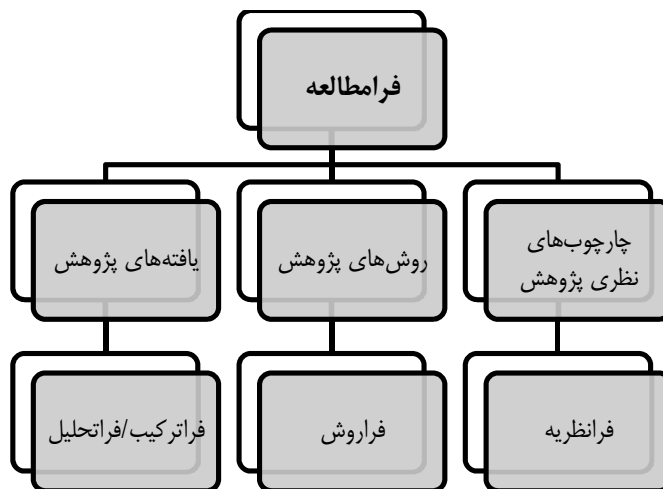 فرامطالعه
چارچوب‌های
نظری پژوهش
روش‌های پژوهش
یافته‌های پژوهش
فرانظریه
فراروش
فراترکیب/فراتحلیل